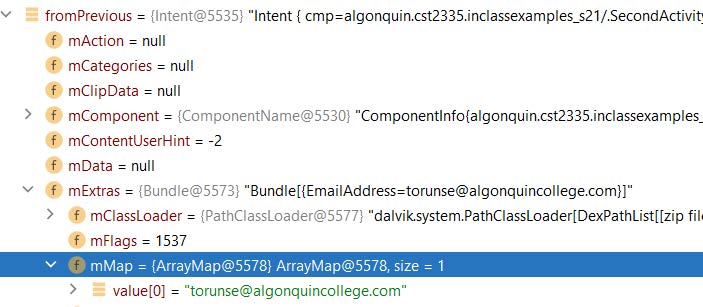 fromPrevious = {Intent@5535} "Intent { cmp=algonquin.cst2335.inclassexamples_s21/.SecondActivity
f mAction = null
f mCategories = null
f mClipData = null
f mComponent = {ComponentName@5530} "ComponentInfo{algonquin.cst2335.inclassexamples_
f mContentUserHint = -2
f mData = null
f mExtras = {Bundle@5573} "Bundle[{EmailAddress=torunse@algonquincollege.com}]"
f mClassLoader = {PathClassLoader@5577} "dalvik.system.PathClassLoader[DexPathList[[zip file
f mFlags = 1537
f mMap = {ArrayMap@5578} ArrayMap@5578, size = 1
value[0] = "torunse@algonquincollege.com"